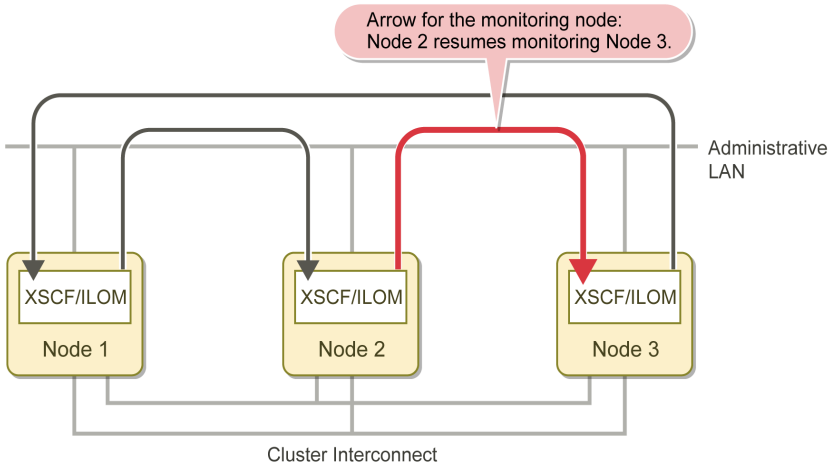 Arrow for the monitoring node:
Node 2 resumes monitoring Node 3.
Administrative
LAN
XSCF/ILOM
XSCF/ILOM
XSCF/ILOM
Node 1
Node 2
Node 3
Cluster Interconnect